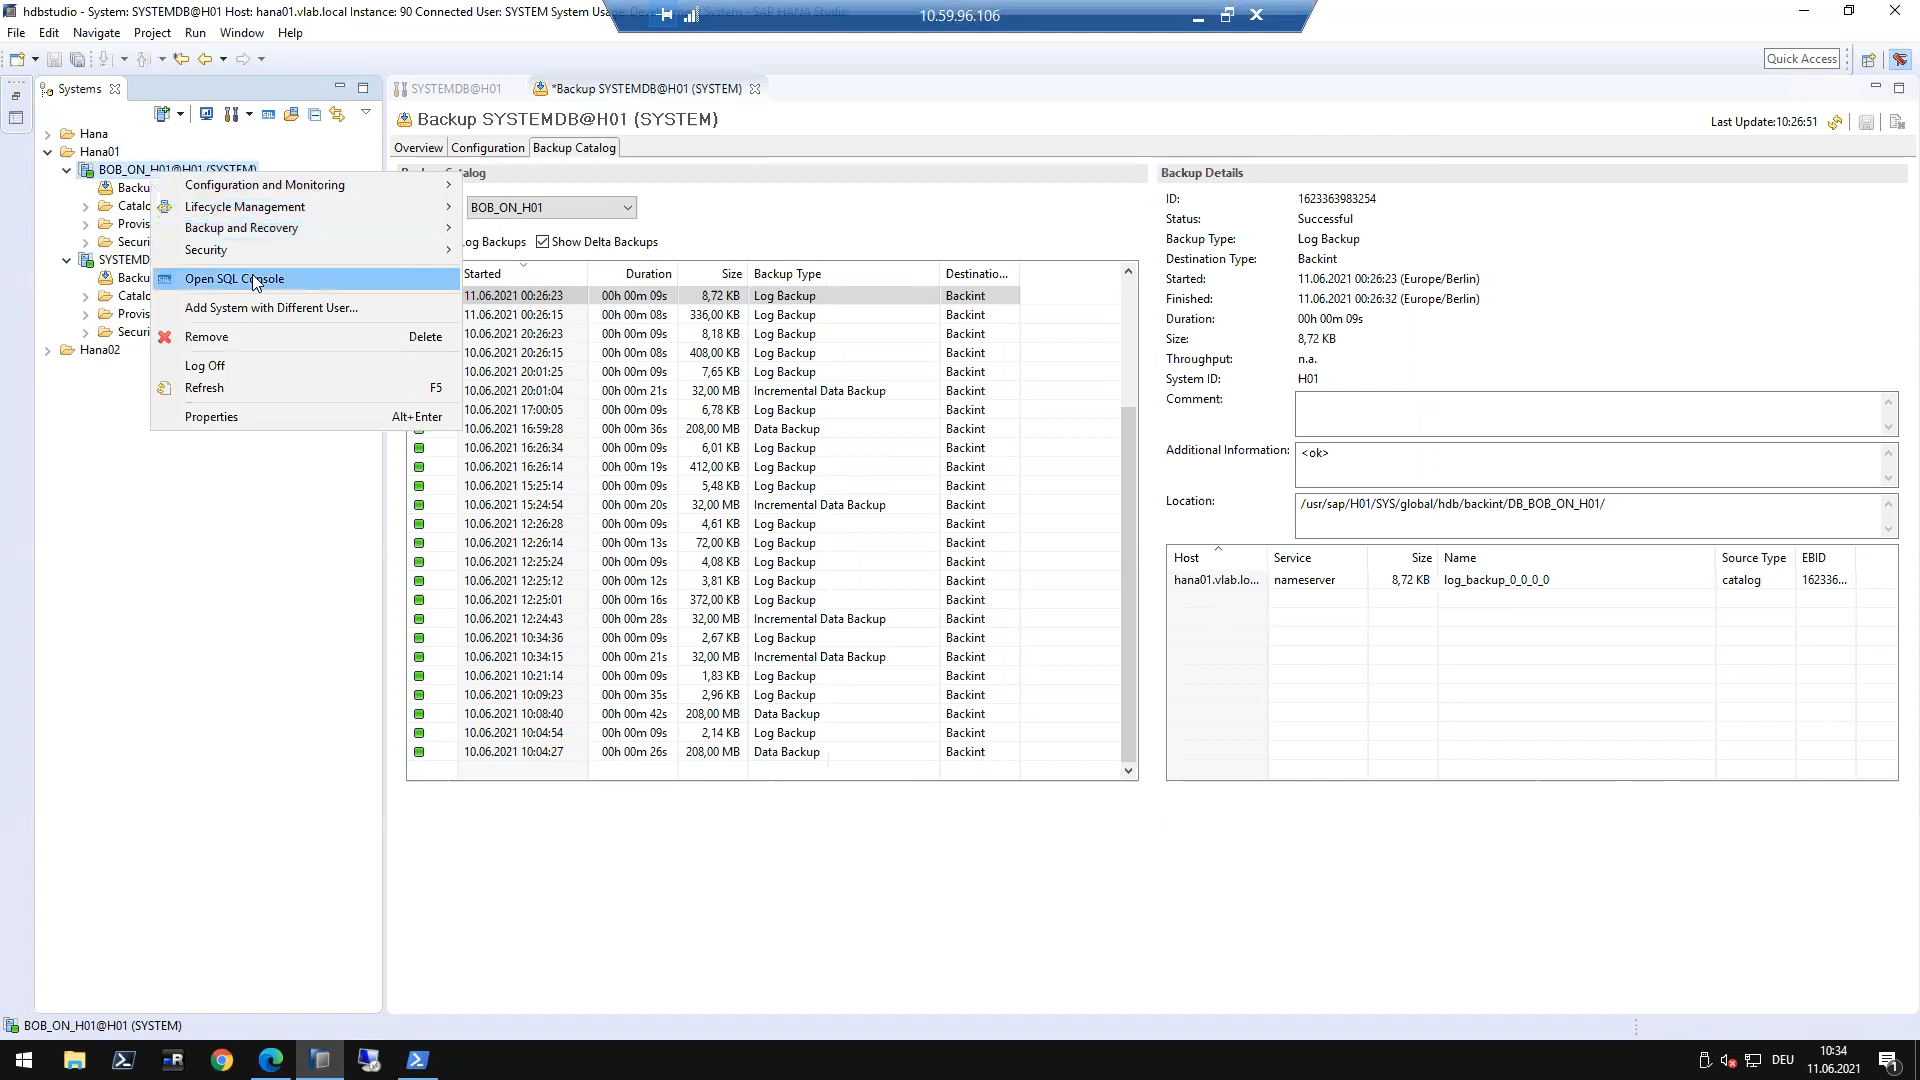 hdbstudio - System: SYSTEMDB@H01 Host: hana01.vlab.local Instance: 90 Connected User: SYSTEM System Usage: Development System - SAP HANA Studio
10.59.96.106
File Edit Navigate Project Run Window Help
Quick Access
Systems
SYSTEMDB@H01
*Backup SYSTEMDB@H01 (SYSTEM)
Backup SYSTEMDB@H01 (SYSTEM)
Last Update:10:26:51
Overview Configuration Backup Catalog
Hana
Hana01
BOB_ON_H01@H01 (SYSTEM)
Backu
Catalo
Provis
Securi
SYSTEMD
Backu
Catalo
Provis
Securi
Hana02
Configuration and Monitoring
Lifecycle Management
Backup and Recovery
Security
Open SQL Console
Add System with Different User...
Remove Delete
Log Off
Refresh F5
Properties Alt+Enter
alog
BOB_ON_H01
Log Backups Show Delta Backups
Started Duration Size Backup Type Destinatio...
11.06.2021 00:26:23 00h 00m 09s 8,72 KB Log Backup Backint
11.06.2021 00:26:15 00h 00m 08s 336,00 KB Log Backup Backint
10.06.2021 20:26:23 00h 00m 09s 8,18 KB Log Backup Backint
10.06.2021 20:26:15 00h 00m 08s 408,00 KB Log Backup Backint
10.06.2021 20:01:25 00h 00m 09s 7,65 KB Log Backup Backint
10.06.2021 20:01:04 00h 00m 21s 32,00 MB Incremental Data Backup Backint
10.06.2021 17:00:05 00h 00m 09s 6,78 KB Log Backup Backint
10.06.2021 16:59:28 00h 00m 36s 208,00 MB Data Backup Backint
10.06.2021 16:26:34 00h 00m 09s 6,01 KB Log Backup Backint
10.06.2021 16:26:14 00h 00m 19s 412,00 KB Log Backup Backint
10.06.2021 15:25:14 00h 00m 09s 5,48 KB Log Backup Backint
10.06.2021 15:24:54 00h 00m 20s 32,00 MB Incremental Data Backup Backint
10.06.2021 12:26:28 00h 00m 09s 4,61 KB Log Backup Backint
10.06.2021 12:26:14 00h 00m 13s 72,00 KB Log Backup Backint
10.06.2021 12:25:24 00h 00m 09s 4,08 KB Log Backup Backint
10.06.2021 12:25:12 00h 00m 12s 3,81 KB Log Backup Backint
10.06.2021 12:25:01 00h 00m 16s 372,00 KB Log Backup Backint
10.06.2021 12:24:43 00h 00m 28s 32,00 MB Incremental Data Backup Backint
10.06.2021 10:34:36 00h 00m 09s 2,67 KB Log Backup Backint
10.06.2021 10:34:15 00h 00m 21s 32,00 MB Incremental Data Backup Backint
10.06.2021 10:21:14 00h 00m 09s 1,83 KB Log Backup Backint
10.06.2021 10:09:23 00h 00m 35s 2,96 KB Log Backup Backint
10.06.2021 10:08:40 00h 00m 42s 208,00 MB Data Backup Backint
10.06.2021 10:04:54 00h 00m 09s 2,14 KB Log Backup Backint
10.06.2021 10:04:27 00h 00m 26s 208,00 MB Data Backup Backint
Backup Details
ID: 1623363983254
Status: Successful
Backup Type: Log Backup
Destination Type: Backint
Started: 11.06.2021 00:26:23 (Europe/Berlin)
Finished: 11.06.2021 00:26:32 (Europe/Berlin)
Duration: 00h 00m 09s
Size: 8,72 KB
Throughput: n.a.
System ID: H01
Comment:
Additional Information: <ok>
Location: /usr/sap/H01/SYS/global/hdb/backint/DB_BOB_ON_H01/
Host Service Size Name Source Type EBID
hana01.vlab.lo... nameserver 8,72 KB log_backup_0_0_0_0 catalog 162336...
BOB_ON_H01@H01 (SYSTEM)
DEU
10:34
11.06.2021
1